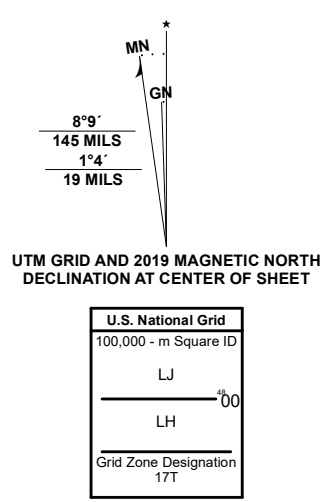 ★
MN
GN
8°9´
145 MILS
1°4´
19 MILS
UTM GRID AND 2019 MAGNETIC NORTH
DECLINATION AT CENTER OF SHEET
U.S. National Grid
100,000 - m Square ID
LJ
4800
LH
Grid Zone Designation
17T